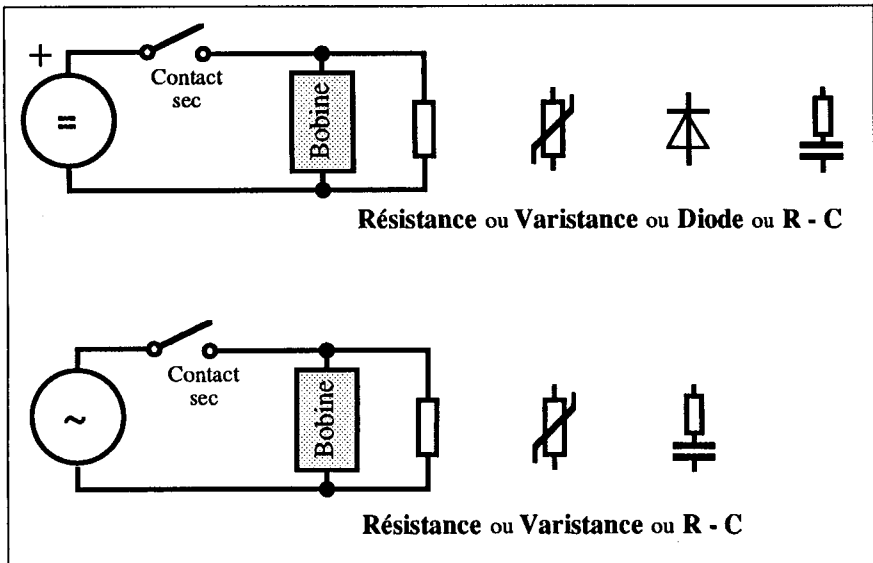 +
Contact
sec
=
Bobine
Résistance ou Varistance ou Diode ou R - C
Contact
sec
~
Bobine
Résistance ou Varistance ou R - C